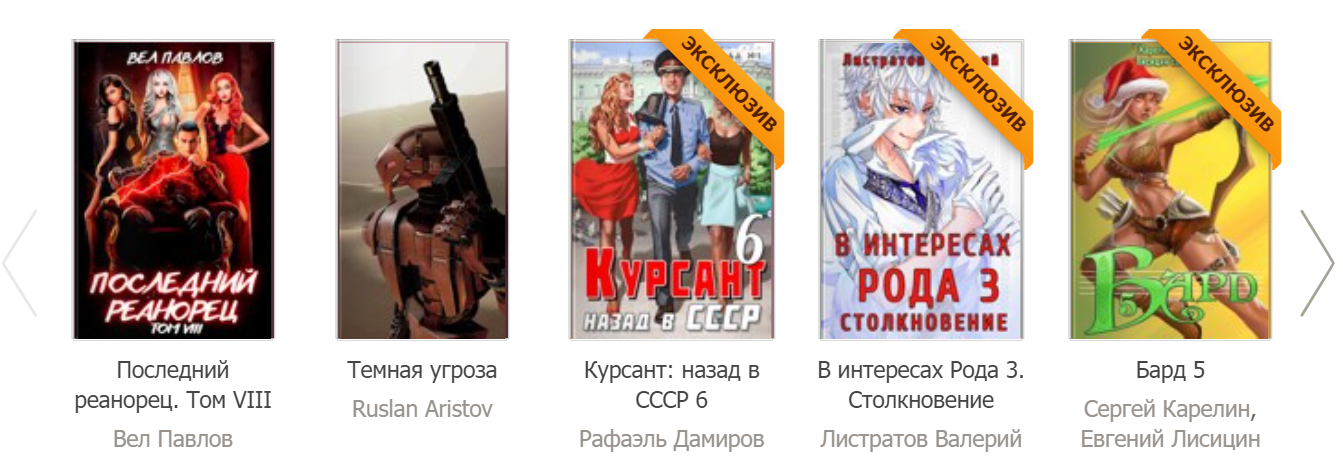 ВЕЛ ПАВЛОВ
ПОСЛЕДНИЙ
РЕАНОРЕЦ
ТОМ VIII
Последний
реанорец. Том VIII
Вел Павлов
Темная угроза
Ruslan Aristov
ЭКСКЛЮЗИВ
6
КУРСАНТ
НАЗАД В СССР
Курсант: назад в
СССР 6
Рафаэль Дамиров
ЭКСКЛЮЗИВ
В ИНТЕРЕСАХ
РОДА 3
СТОЛКНОВЕНИЕ
В интересах Рода 3.
Столкновение
Листратов Валерий
ЭКСКЛЮЗИВ
БАРД
5
Бард 5
Сергей Карелин,
Евгений Лисицин